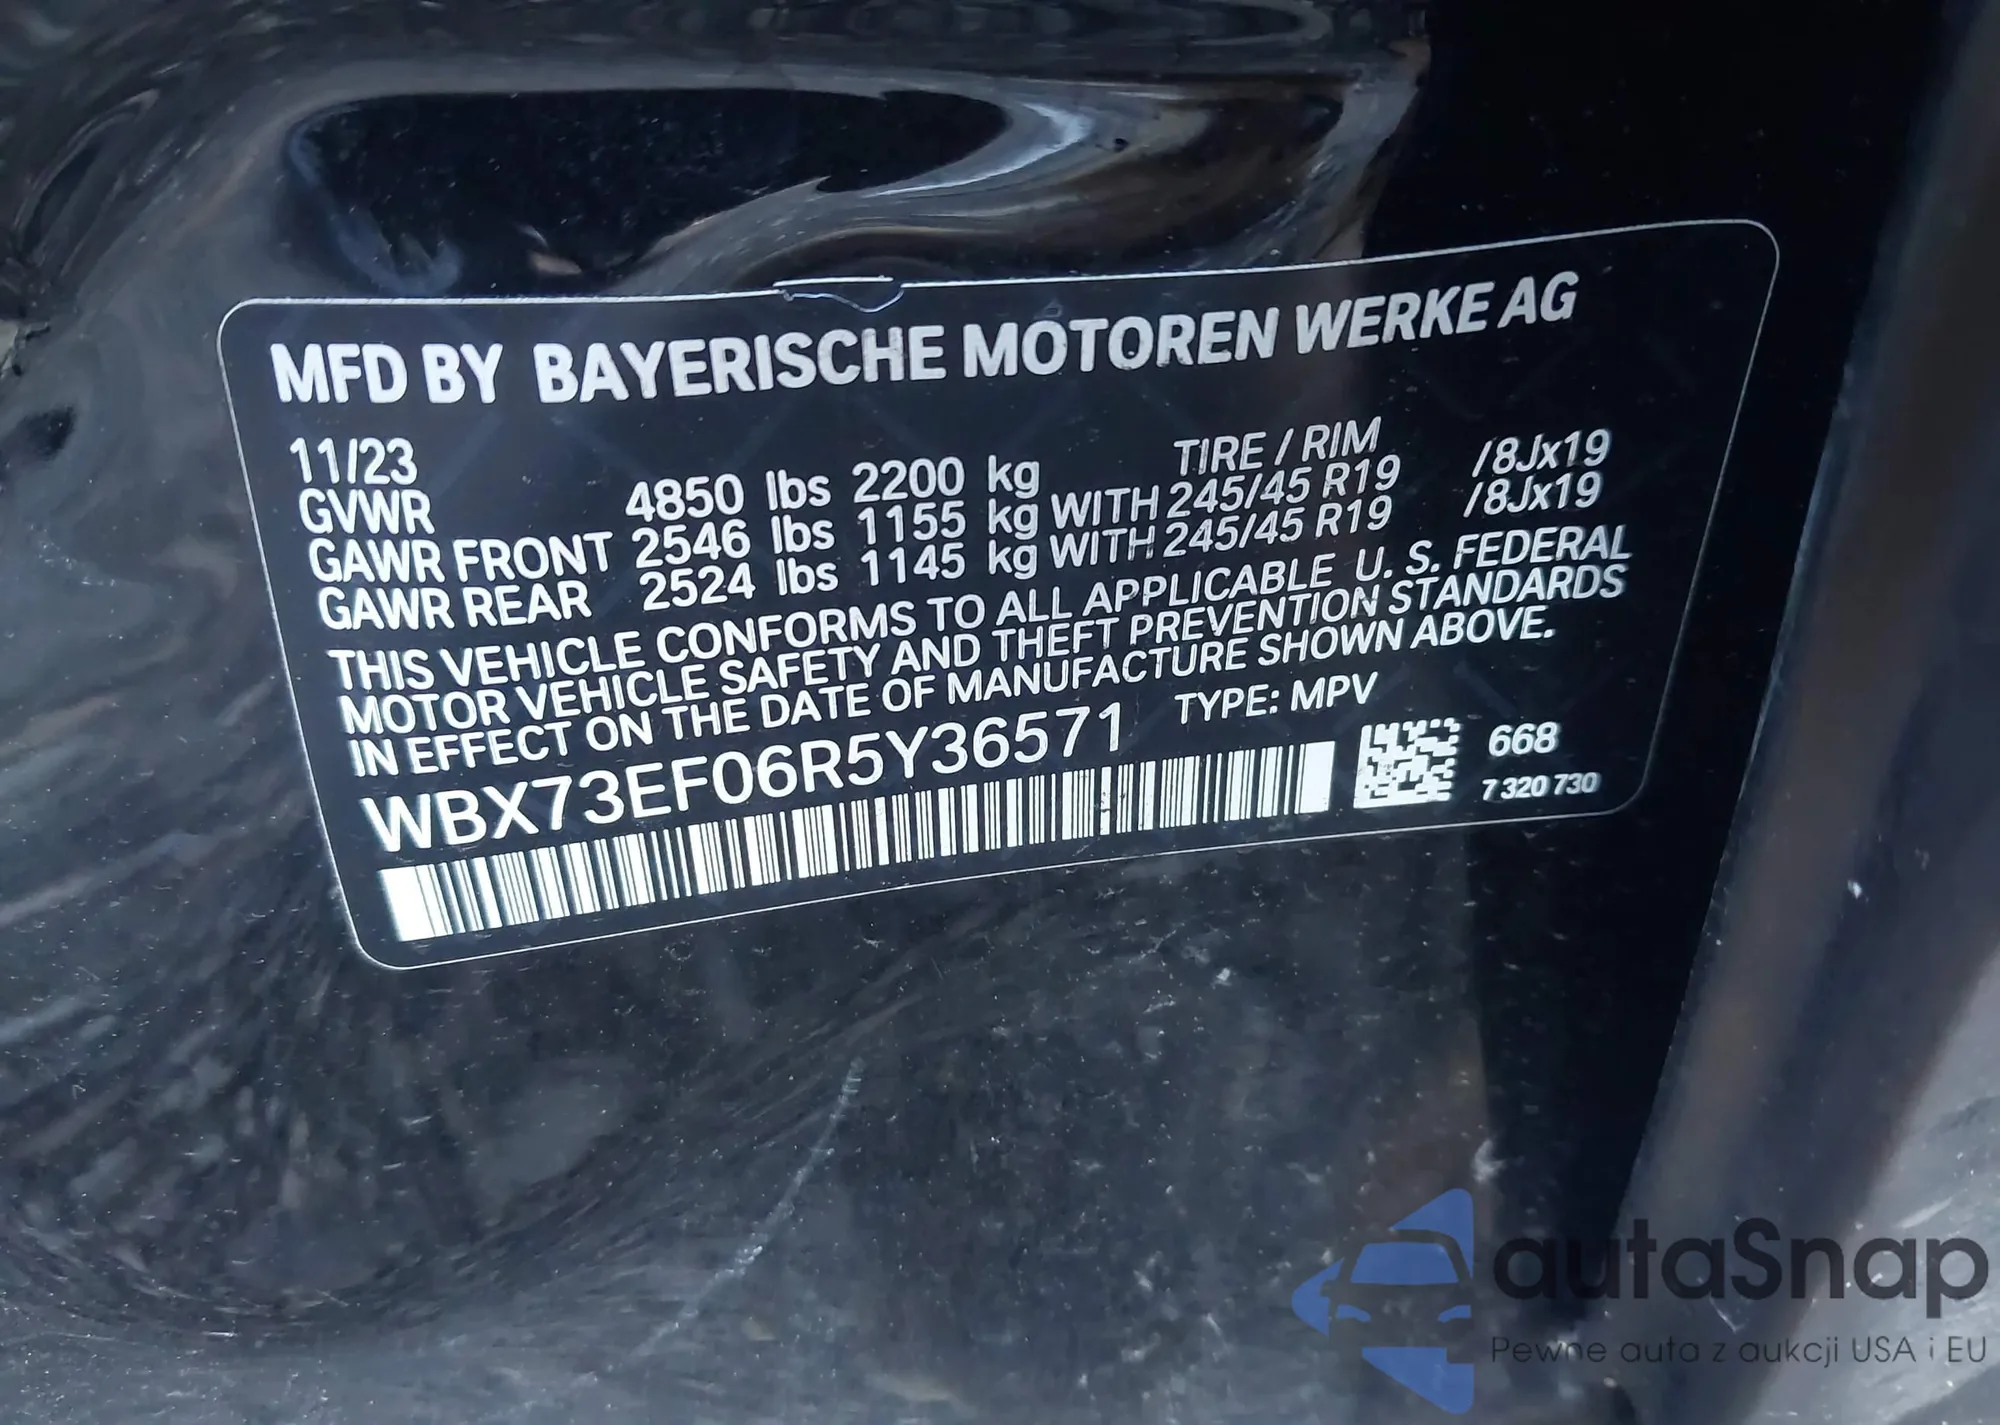 MFD BY BAYERISCHE MOTOREN WERKE AG
11/23 TIRE / RIM
GVWR 4850 lbs 2200 kg
GAWR FRONT 2546 lbs 1155 kg WITH 245/45 R19 /8Jx19
GAWR REAR 2524 lbs 1145 kg WITH 245/45 R19 /8Jx19
THIS VEHICLE CONFORMS TO ALL APPLICABLE U. S. FEDERAL
MOTOR VEHICLE SAFETY AND THEFT PREVENTION STANDARDS
IN EFFECT ON THE DATE OF MANUFACTURE SHOWN ABOVE.
WBX73EF06R5Y36571 TYPE: MPV
668
7 320 730
autaSnap
Pewne auta z aukcji USA i EU